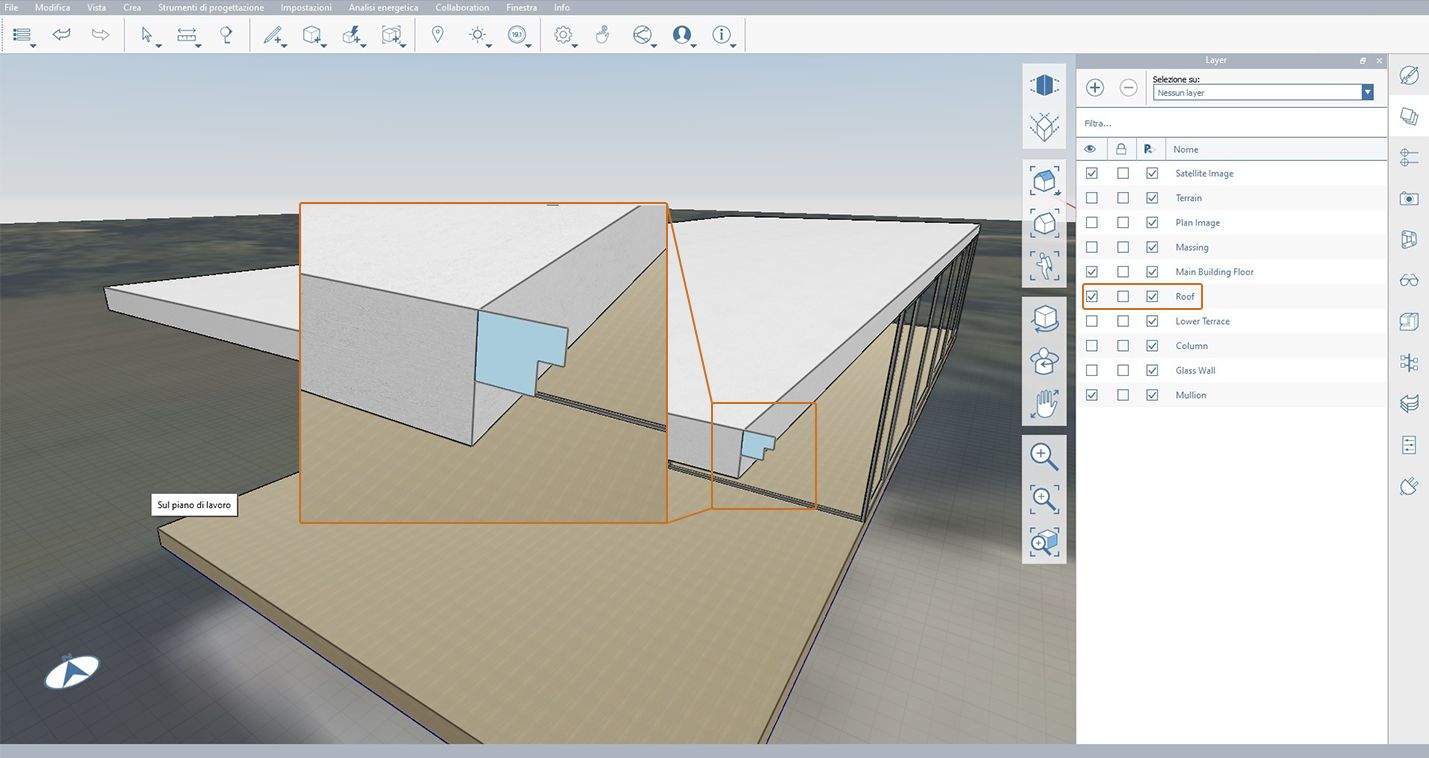 File Modifica Vista Crea Strumenti di progettazione Impostazioni Analisi energetica Collaboration Finestra Info
19:1
Layer
Selezione su:
Nessun layer
Filtra...
Nome
Satellite Image
Terrain
Plan Image
Massing
Main Building Floor
Roof
Lower Terrace
Column
Glass Wall
Mullion
Sul piano di lavoro